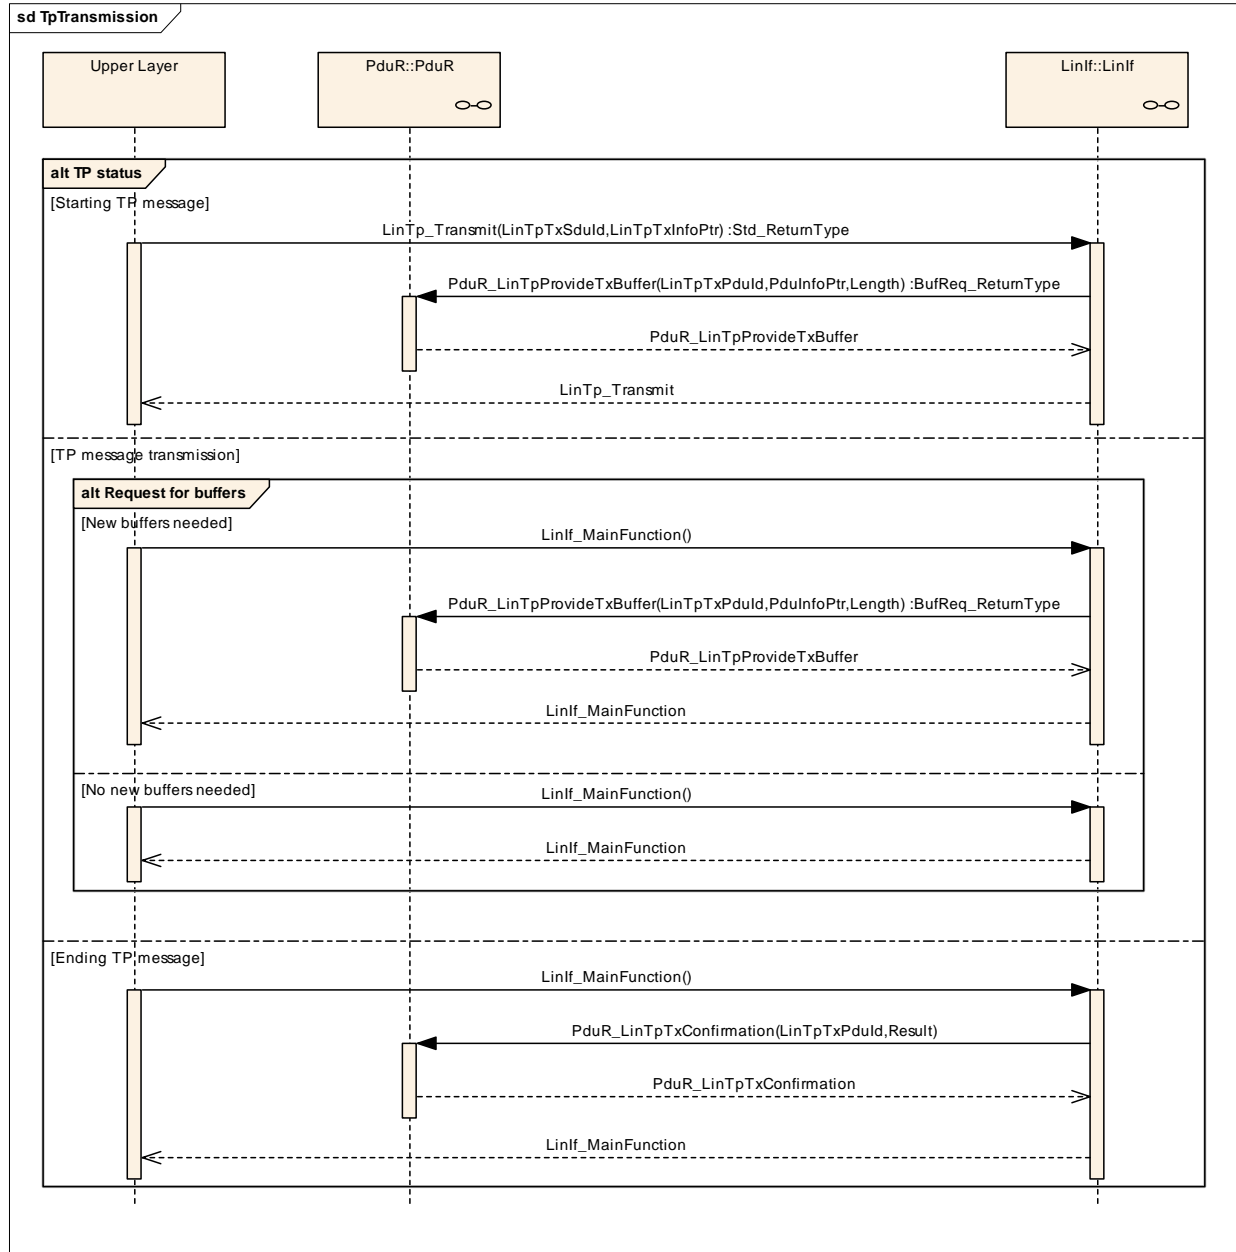 sd TpTransmission
Upper Layer
PduR::PduR
LinIf::LinIf
alt TP status
[Starting TP message]
LinTp_Transmit(LinTpTxSduId,LinTpTxInfoPtr) :Std_ReturnType
PduR_LinTpProvideTxBuffer(LinTpTxPduId,PduInfoPtr,Length) :BufReq_ReturnType
PduR_LinTpProvideTxBuffer
LinTp_Transmit
[TP message transmission]
alt Request for buffers
[New buffers needed]
LinIf_MainFunction()
PduR_LinTpProvideTxBuffer(LinTpTxPduId,PduInfoPtr,Length) :BufReq_ReturnType
PduR_LinTpProvideTxBuffer
LinIf_MainFunction
[No new buffers needed]
LinIf_MainFunction()
LinIf_MainFunction
[Ending TP message]
LinIf_MainFunction()
PduR_LinTpTxConfirmation(LinTpTxPduId,Result)
PduR_LinTpTxConfirmation
LinIf_MainFunction